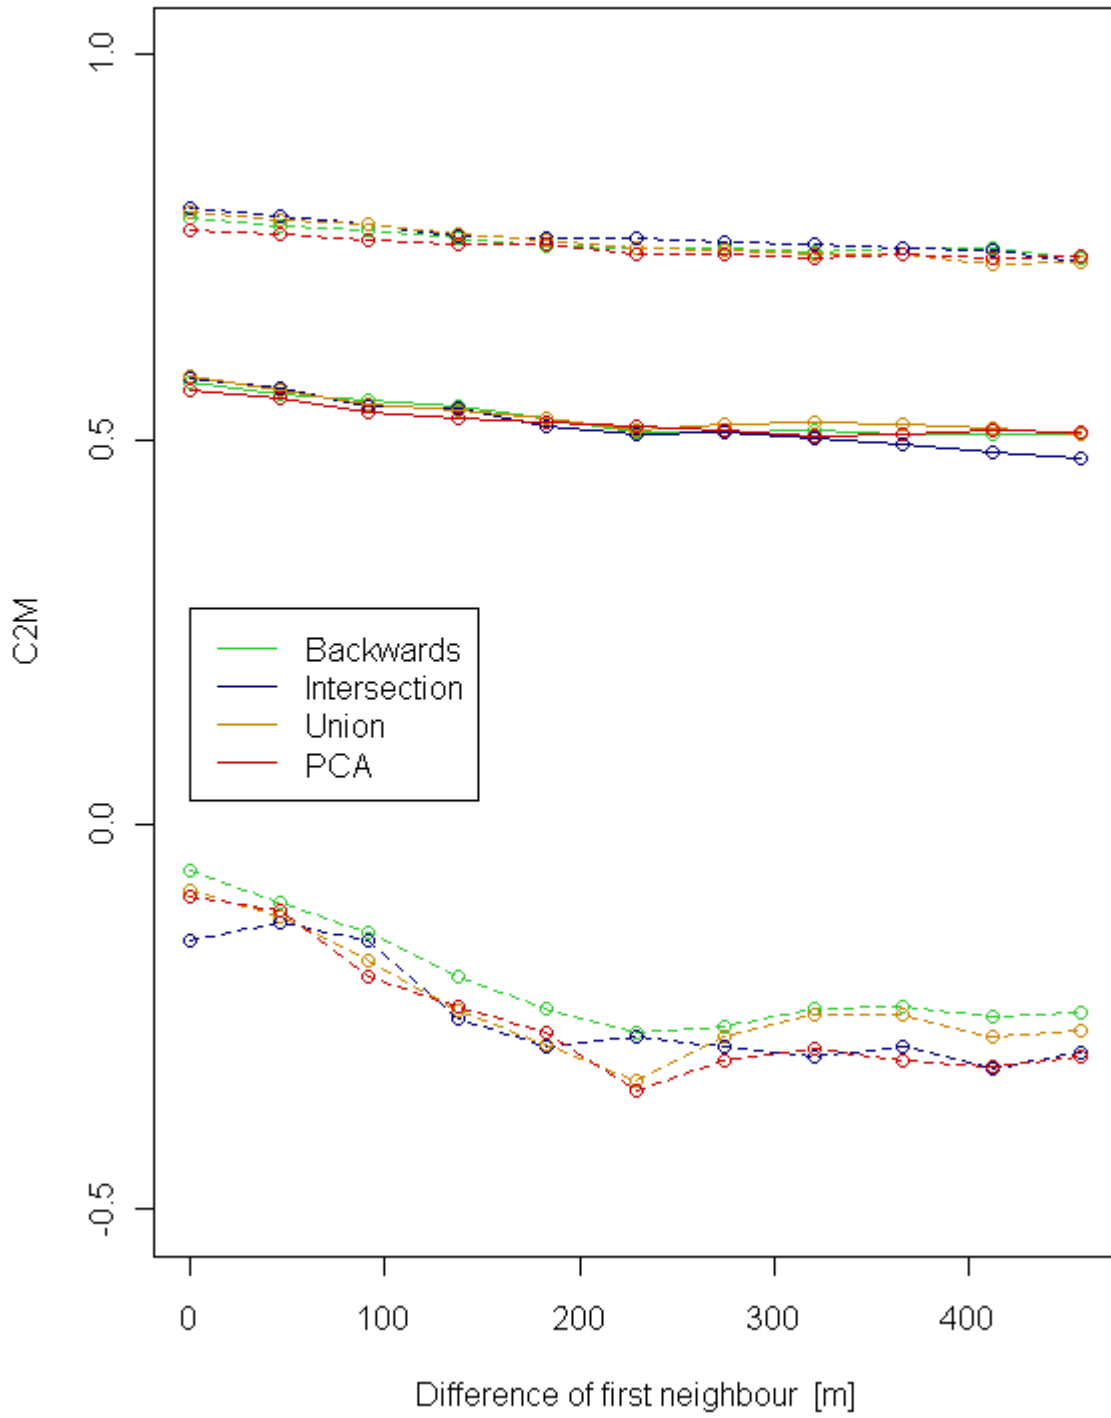 1.0
0.5
0.0
-0.5
C2M
Backwards
Intersection
Union
PCA
0 100 200 300 400
Difference of first neighbour [m]